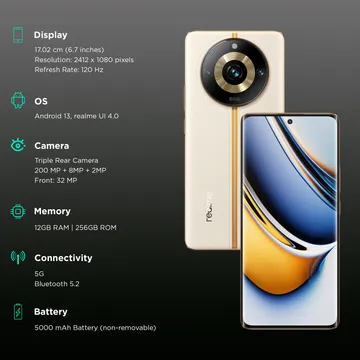 Display
17.02 cm (6.7 inches)
Resolution: 2412 x 1080 pixels
Refresh Rate: 120 Hz
OS
Android 13, realme UI 4.0
Camera
Triple Rear Camera
200 MP + 8MP + 2MP
Front: 32 MP
Memory
12GB RAM | 256GB ROM
Connectivity
5G
Bluetooth 5.2
Battery
5000 mAh Battery (non-removable)
realme